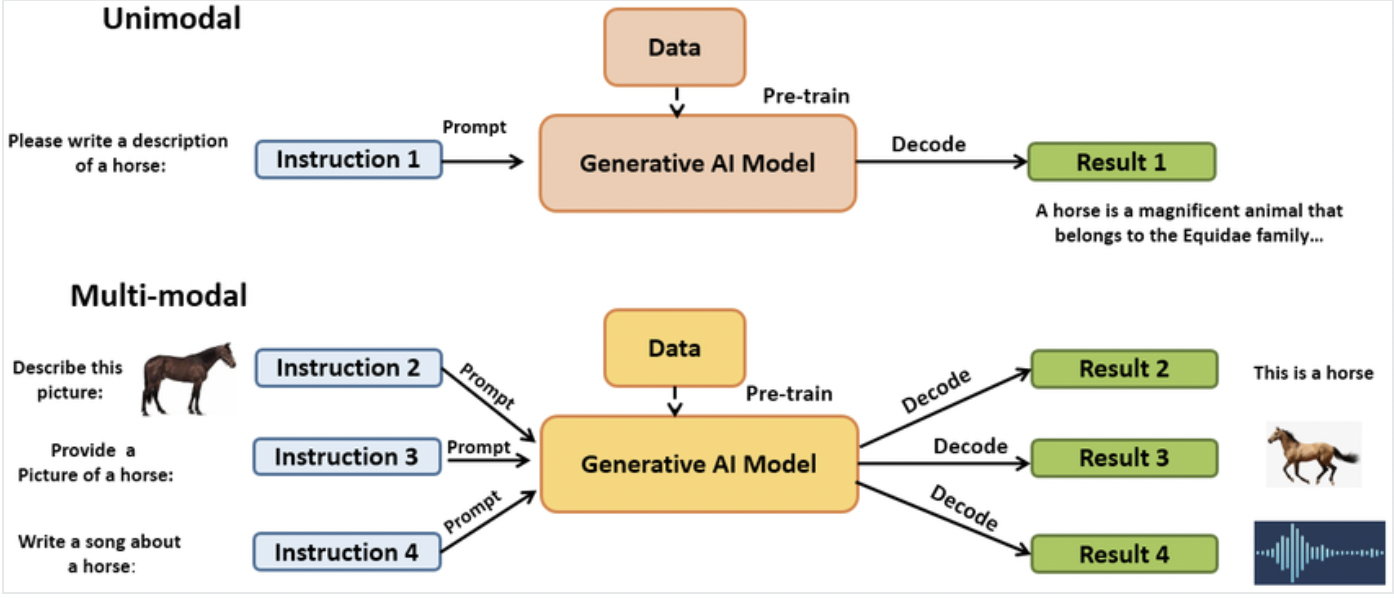 Unimodal
Data
Pre-train
Please write a description
of a horse:
Instruction 1
Prompt
Generative AI Model
Decode
Result 1
A horse is a magnificent animal that
belongs to the Equidae family...
Multi-modal
Data
Pre-train
Describe this
picture:
Instruction 2
Prompt
Decode
Result 2
This is a horse
Provide a
Picture of a horse:
Instruction 3
Prompt
Generative AI Model
Decode
Result 3
Write a song about
a horse:
Instruction 4
Prompt
Decode
Result 4